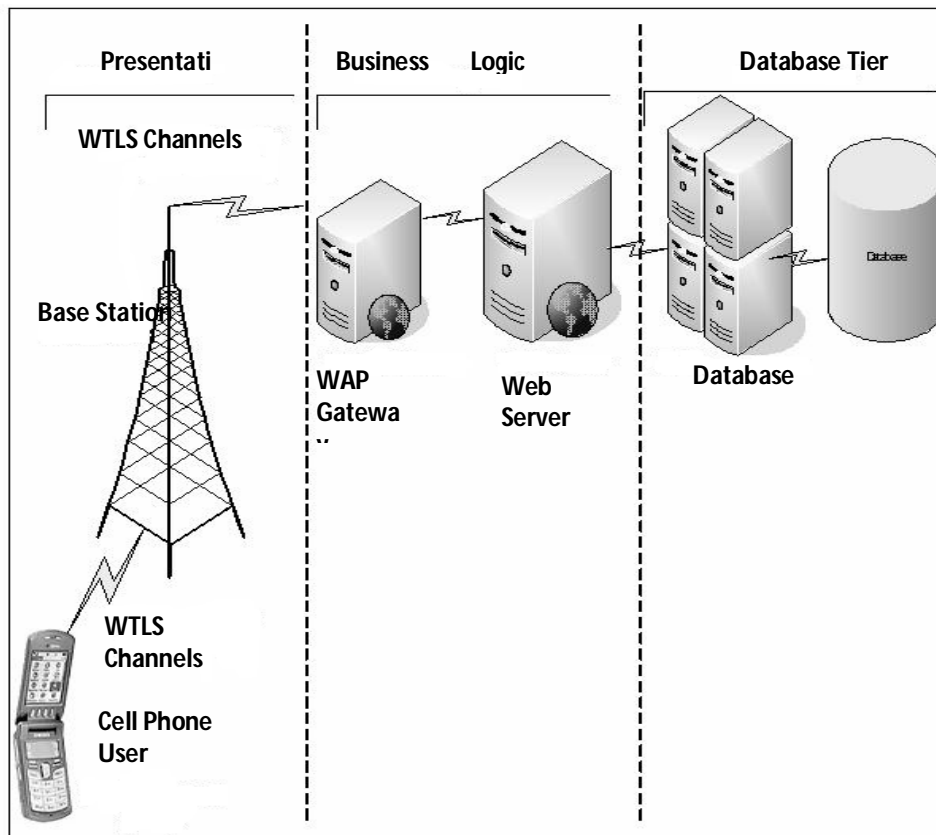 Presentati
Business Logic
Database Tier
WTLS Channels
Base Station
WAP
Gatewa
Web
Server
Database
Database
WTLS
Channels
Cell Phone
User